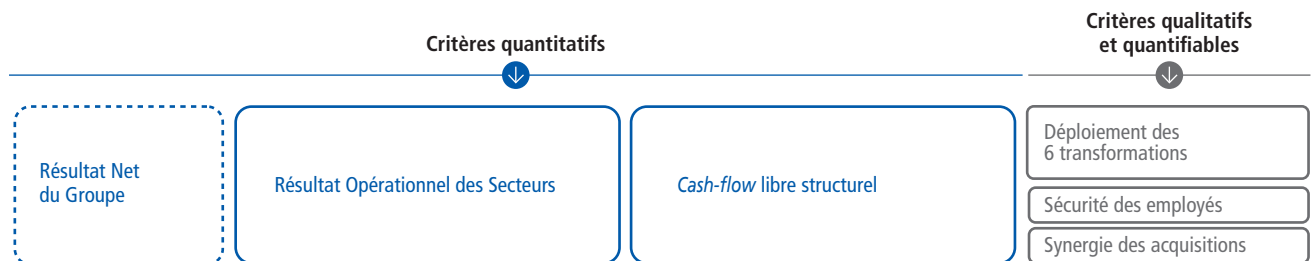 Critères quantitatifs
Critères qualitatifs
et quantifiables
Résultat Net
du Groupe
Résultat Opérationnel des Secteurs
Cash-flow libre structurel
Déploiement des
6 transformations
Sécurité des employés
Synergie des acquisitions